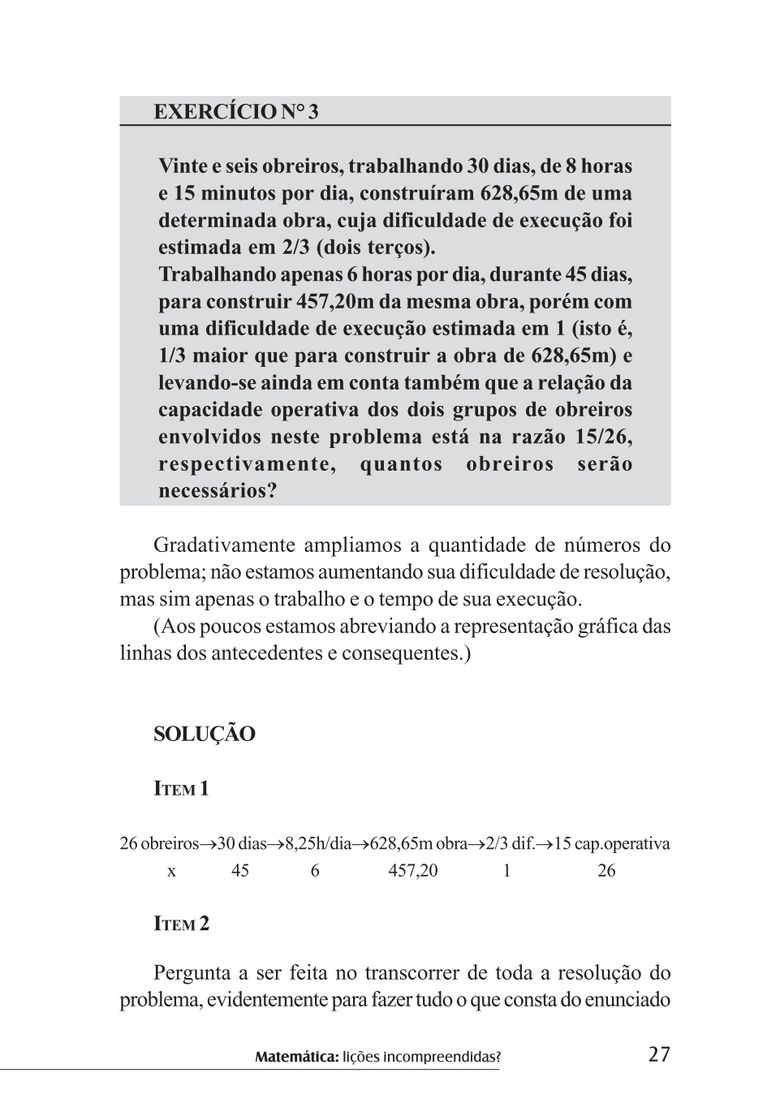 EXERCÍCIO N° 3
Vinte e seis obreiros, trabalhando 30 dias, de 8 horas
e 15 minutos por dia, construíram 628,65m de uma
determinada obra, cuja dificuldade de execução foi
estimada em 2/3 (dois terços).
Trabalhando apenas 6 horas por dia, durante 45 dias,
para construir 457,20m da mesma obra, porém com
uma dificuldade de execução estimada em 1 (isto é,
1/3 maior que para construir a obra de 628,65m) e
levando-se ainda em conta também que a relação da
capacidade operativa dos dois grupos de obreiros
envolvidos neste problema está na razão 15/26,
respectivamente, quantos obreiros serão
necessários?
Gradativamente ampliamos a quantidade de números do
problema; não estamos aumentando sua dificuldade de resolução,
mas sim apenas o trabalho e o tempo de sua execução.
(Aos poucos estamos abreviando a representação gráfica das
linhas dos antecedentes e consequentes.)
SOLUÇÃO
ITEM 1
26 obreiros→30 dias→8,25h/dia→628,65m obra→2/3 dif.→15 cap.operativa
x 45 6 457,20 1 26
ITEM 2
Pergunta a ser feita no transcorrer de toda a resolução do
problema, evidentemente para fazer tudo o que consta do enunciado
Matemática: lições incompreendidas? 27